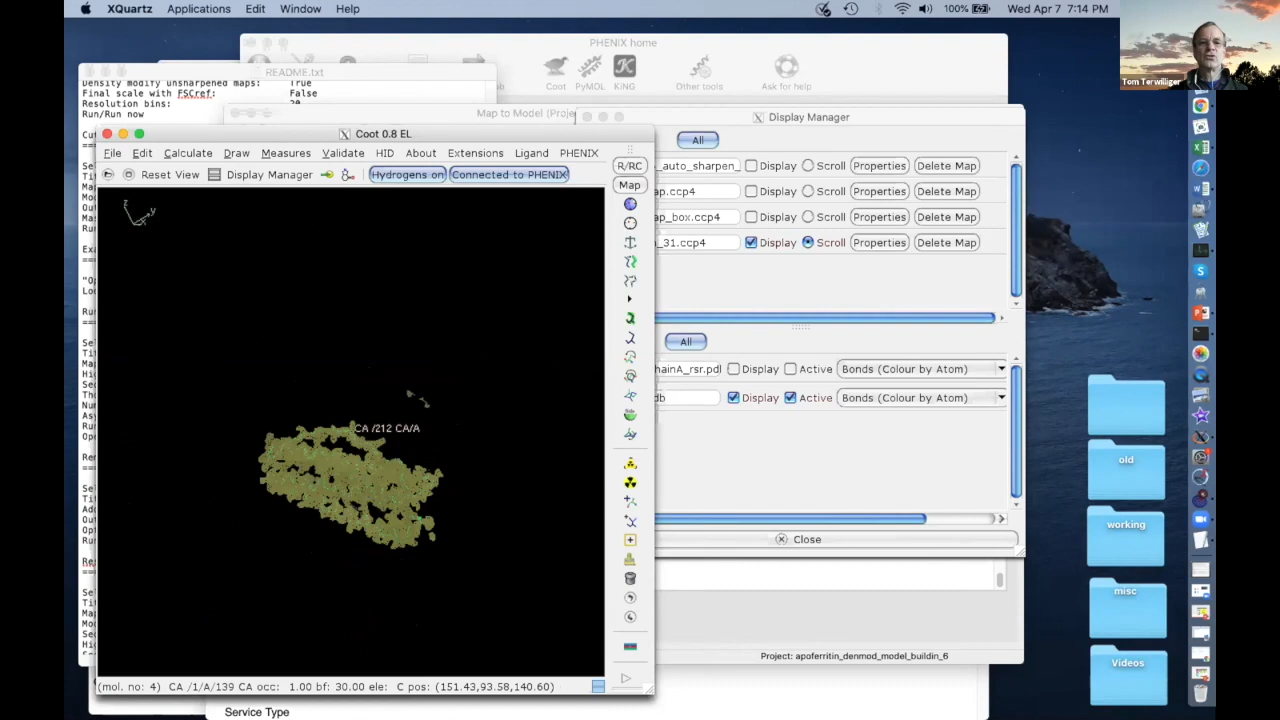 XQuartz Applications Edit Window Help 100% Wed Apr 7 7:14 PM
Tom Terwilliger
PHENIX home
Coot PyMOL KiNG Other tools Ask for help
README.txt
Density modify unsharpened maps: True
Final scale with FSCref: False
Resolution bins: 20
Run/Run now
Map to Model (Proje
Display Manager
All
_auto_sharpen_ Display Scroll Properties Delete Map
ap.ccp4 Display Scroll Properties Delete Map
ap_box.ccp4 Display Scroll Properties Delete Map
_31.ccp4 Display Scroll Properties Delete Map
All
hainA_rsr.pdl Display Active Bonds (Colour by Atom)
db Display Active Bonds (Colour by Atom)
Close
Project: apoferritin_denmod_model_buildin_6
Coot 0.8 EL
File Edit Calculate Draw Measures Validate HID About Extensions Ligand PHENIX
Reset View Display Manager Hydrogens on Connected to PHENIX
R/RC
Map
z
y
CA /212 CA/A
(mol. no: 4) CA /1/A/139 CA occ: 1.00 bf: 30.00 ele: C pos: (151.43,93.58,140.60)
Service Type
old
working
misc
Videos